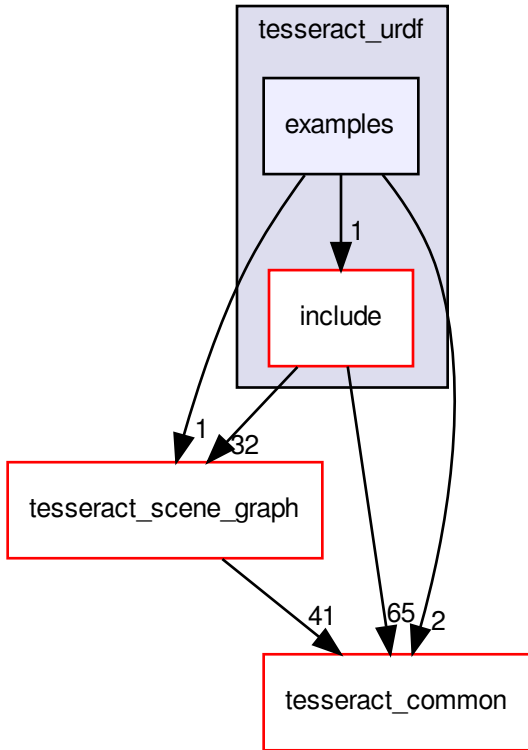 tesseract_urdf
examples
1
include
1
32
tesseract_scene_graph
41
65
2
tesseract_common